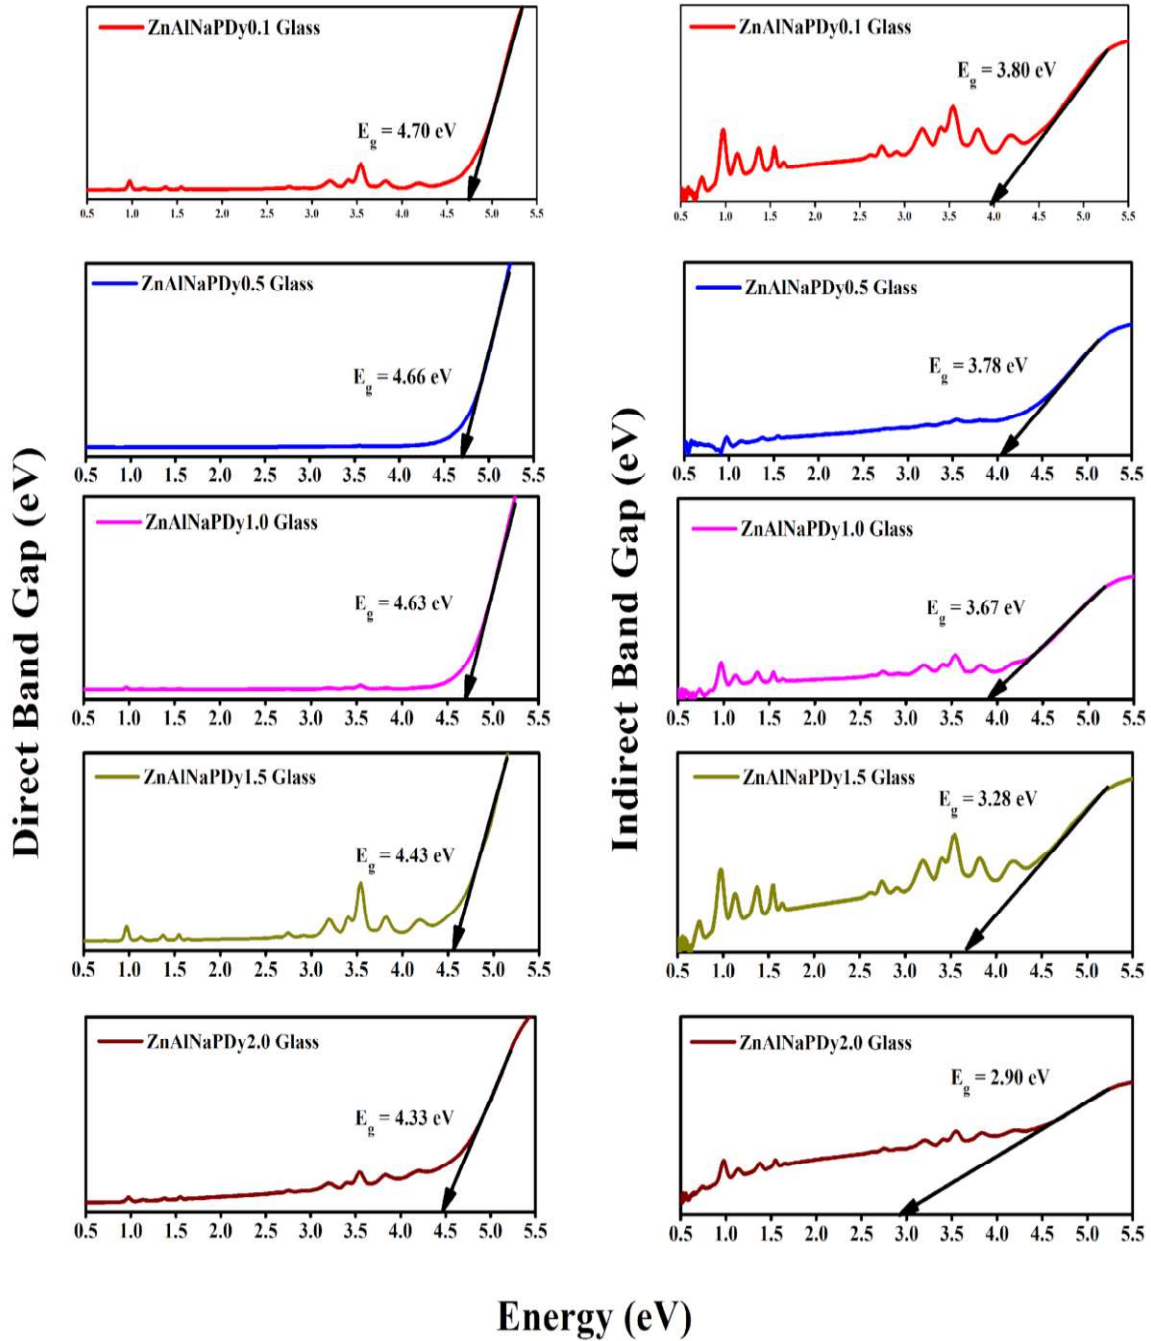 ZnAlNaPDy0.1 Glass
E_g = 4.70 eV
0.5 1.0 1.5 2.0 2.5 3.0 3.5 4.0 4.5 5.0 5.5
ZnAlNaPDy0.1 Glass
E_g = 3.80 eV
0.5 1.0 1.5 2.0 2.5 3.0 3.5 4.0 4.5 5.0 5.5
ZnAlNaPDy0.5 Glass
E_g = 4.66 eV
0.5 1.0 1.5 2.0 2.5 3.0 3.5 4.0 4.5 5.0 5.5
ZnAlNaPDy0.5 Glass
E_g = 3.78 eV
0.5 1.0 1.5 2.0 2.5 3.0 3.5 4.0 4.5 5.0 5.5
ZnAlNaPDy1.0 Glass
E_g = 4.63 eV
0.5 1.0 1.5 2.0 2.5 3.0 3.5 4.0 4.5 5.0 5.5
ZnAlNaPDy1.0 Glass
E_g = 3.67 eV
0.5 1.0 1.5 2.0 2.5 3.0 3.5 4.0 4.5 5.0 5.5
ZnAlNaPDy1.5 Glass
E_g = 4.43 eV
0.5 1.0 1.5 2.0 2.5 3.0 3.5 4.0 4.5 5.0 5.5
ZnAlNaPDy1.5 Glass
E_g = 3.28 eV
0.5 1.0 1.5 2.0 2.5 3.0 3.5 4.0 4.5 5.0 5.5
ZnAlNaPDy2.0 Glass
E_g = 4.33 eV
0.5 1.0 1.5 2.0 2.5 3.0 3.5 4.0 4.5 5.0 5.5
ZnAlNaPDy2.0 Glass
E_g = 2.90 eV
0.5 1.0 1.5 2.0 2.5 3.0 3.5 4.0 4.5 5.0 5.5
Direct Band Gap (eV)
Indirect Band Gap (eV)
Energy (eV)